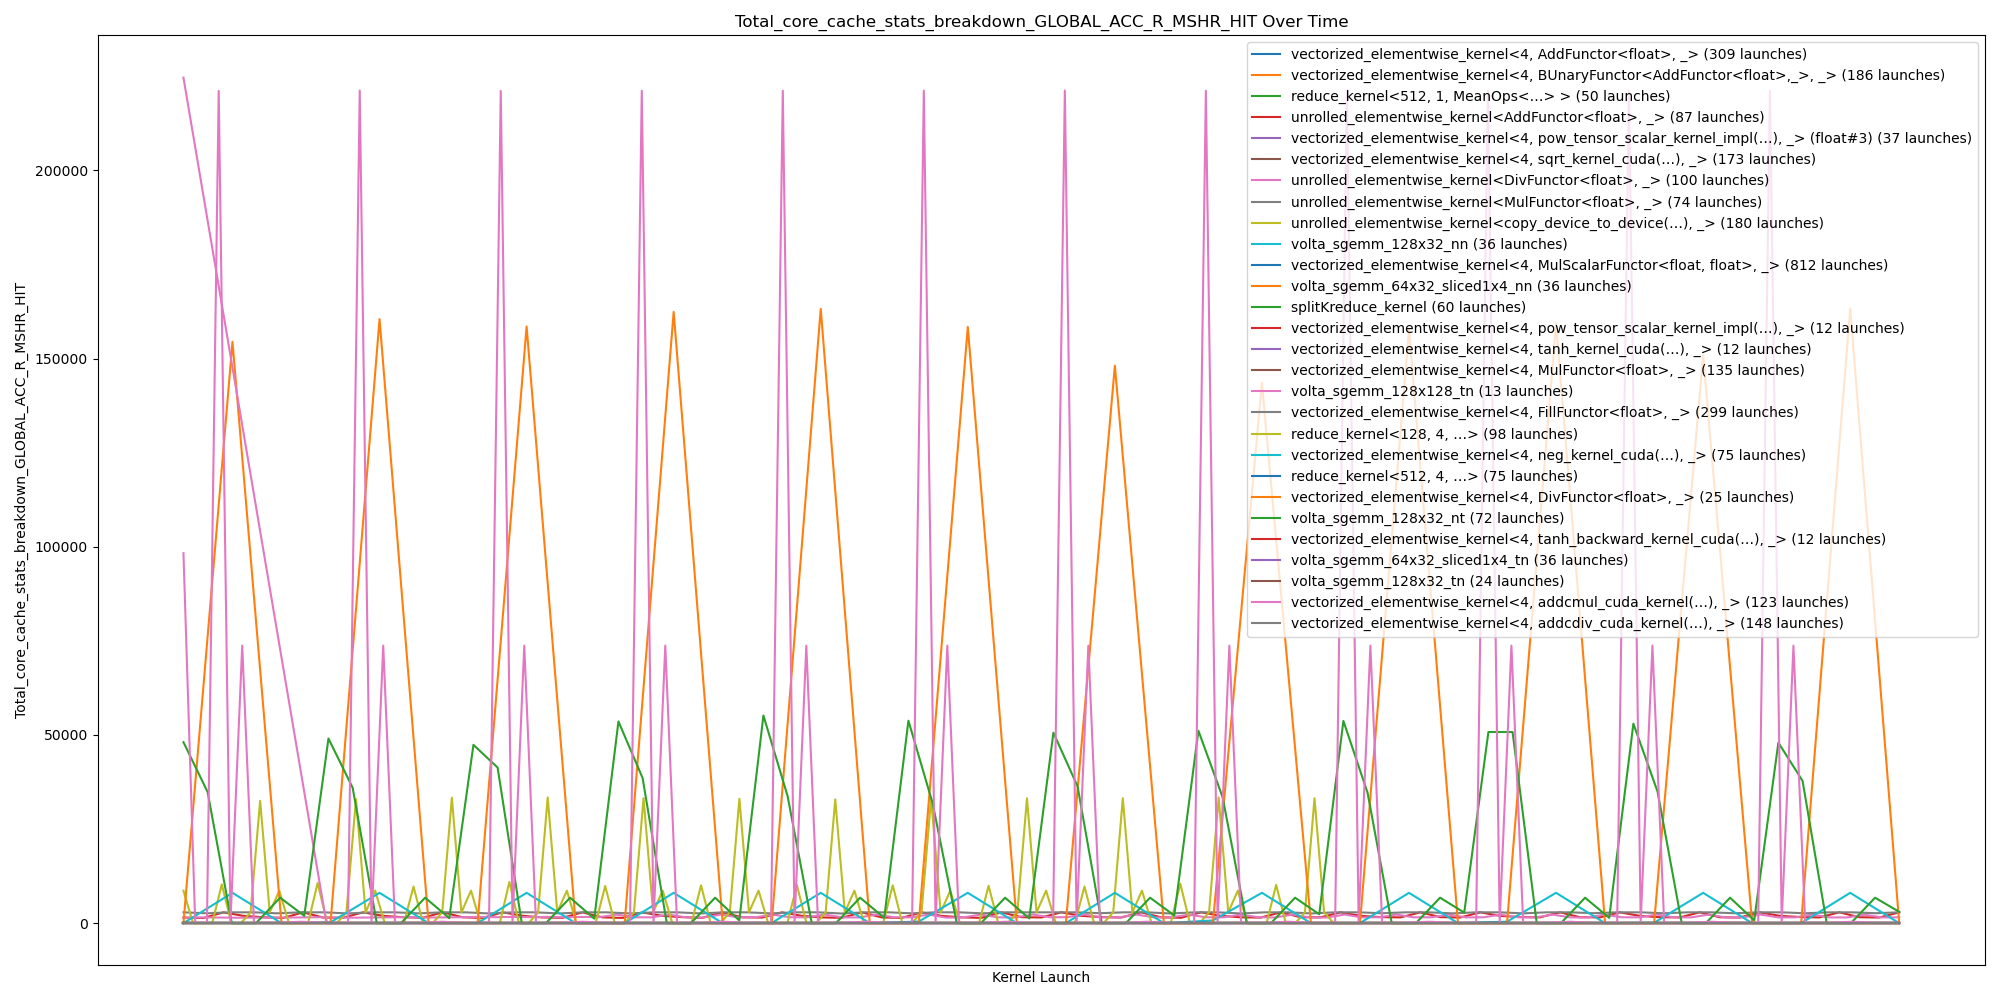 Total_core_cache_stats_breakdown_GLOBAL_ACC_R_MSHR_HIT Over Time
Total_core_cache_stats_breakdown_GLOBAL_ACC_R_MSHR_HIT
200000
150000
100000
50000
0
Kernel Launch
vectorized_elementwise_kernel<4, AddFunctor<float>, _> (309 launches)
vectorized_elementwise_kernel<4, BUnaryFunctor<AddFunctor<float>,_>, _> (186 launches)
reduce_kernel<512, 1, MeanOps<...> > (50 launches)
unrolled_elementwise_kernel<AddFunctor<float>, _> (87 launches)
vectorized_elementwise_kernel<4, pow_tensor_scalar_kernel_impl(...), _> (float#3) (37 launches)
vectorized_elementwise_kernel<4, sqrt_kernel_cuda(...), _> (173 launches)
unrolled_elementwise_kernel<DivFunctor<float>, _> (100 launches)
unrolled_elementwise_kernel<MulFunctor<float>, _> (74 launches)
unrolled_elementwise_kernel<copy_device_to_device(...), _> (180 launches)
volta_sgemm_128x32_nn (36 launches)
vectorized_elementwise_kernel<4, MulScalarFunctor<float, float>, _> (812 launches)
volta_sgemm_64x32_sliced1x4_nn (36 launches)
splitKreduce_kernel (60 launches)
vectorized_elementwise_kernel<4, pow_tensor_scalar_kernel_impl(...), _> (12 launches)
vectorized_elementwise_kernel<4, tanh_kernel_cuda(...), _> (12 launches)
vectorized_elementwise_kernel<4, MulFunctor<float>, _> (135 launches)
volta_sgemm_128x128_tn (13 launches)
vectorized_elementwise_kernel<4, FillFunctor<float>, _> (299 launches)
reduce_kernel<128, 4, ...> (98 launches)
vectorized_elementwise_kernel<4, neg_kernel_cuda(...), _> (75 launches)
reduce_kernel<512, 4, ...> (75 launches)
vectorized_elementwise_kernel<4, DivFunctor<float>, _> (25 launches)
volta_sgemm_128x32_nt (72 launches)
vectorized_elementwise_kernel<4, tanh_backward_kernel_cuda(...), _> (12 launches)
volta_sgemm_64x32_sliced1x4_tn (36 launches)
volta_sgemm_128x32_tn (24 launches)
vectorized_elementwise_kernel<4, addcmul_cuda_kernel(...), _> (123 launches)
vectorized_elementwise_kernel<4, addcdiv_cuda_kernel(...), _> (148 launches)